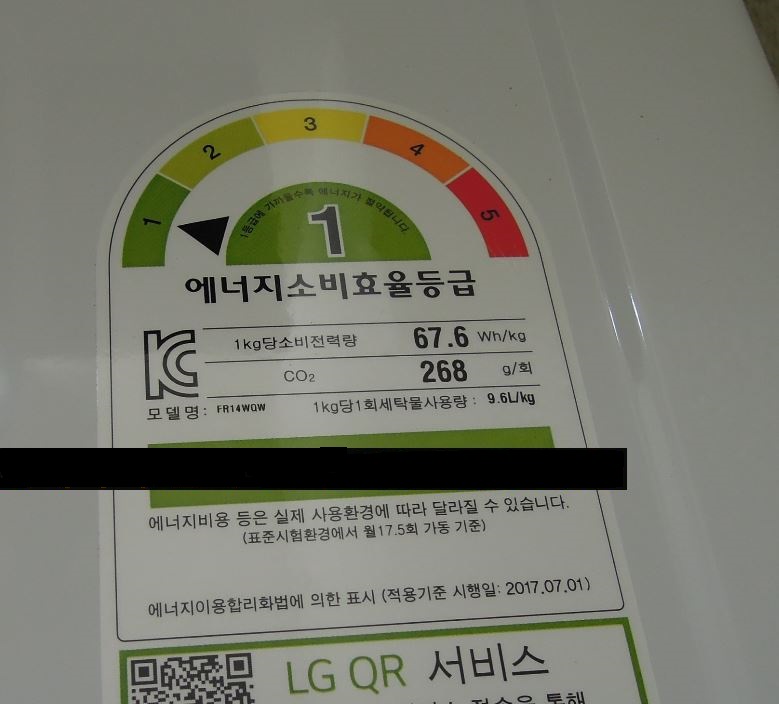 1 2 3 4 5
1등급에 가까울수록 에너지가 절약됩니다.
1
에너지소비효율등급
1kg당소비전력량 67.6 Wh/kg
CO₂ 268 g/회
모델명: FR14WQW 1kg당1회세탁물사용량 : 9.6L/kg
에너지비용 등은 실제 사용환경에 따라 달라질 수 있습니다.
(표준시험환경에서 월17.5회 가동 기준)
에너지이용합리화법에 의한 표시 (적용기준 시행일: 2017.07.01)
LG QR 서비스
접수은 통해